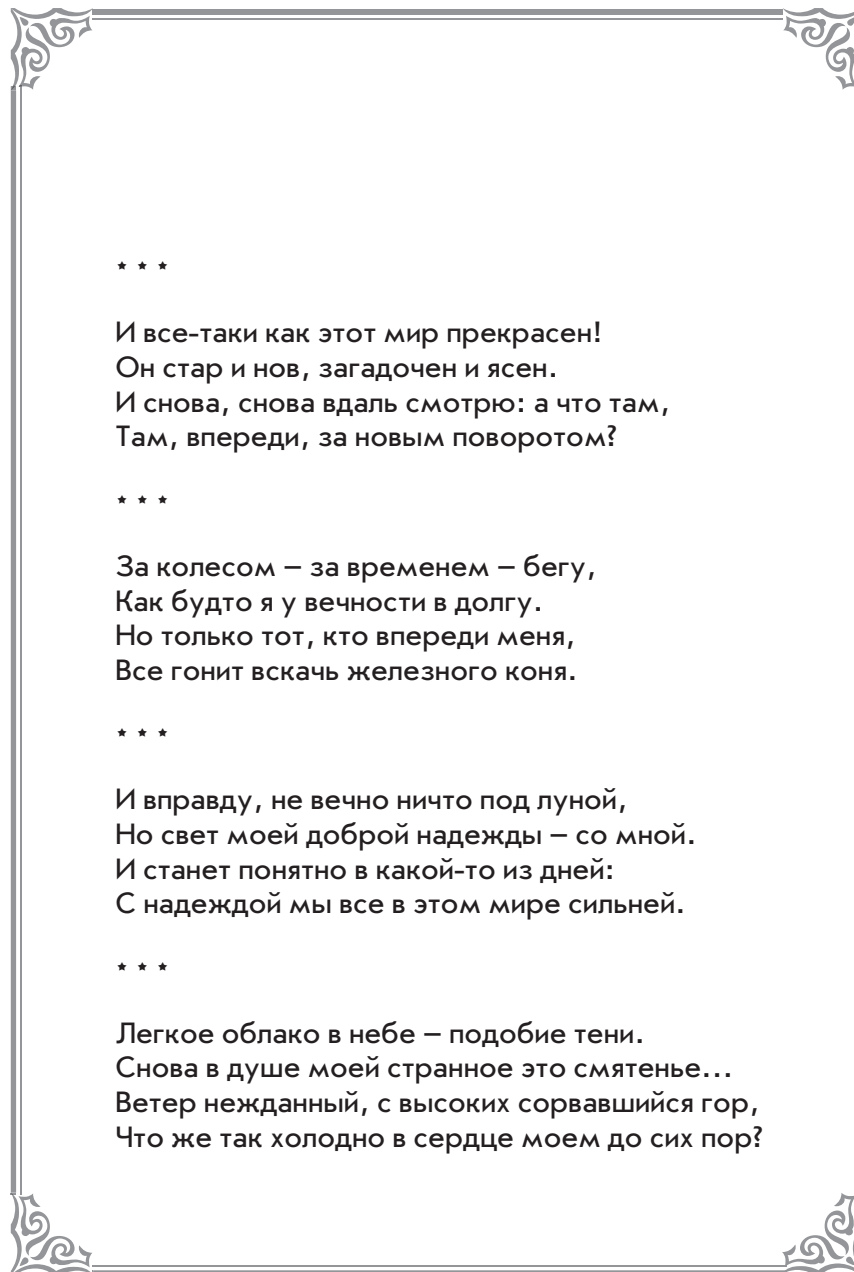 * * *
И все-таки как этот мир прекрасен!
Он стар и нов, загадочен и ясен.
И снова, снова вдаль смотрю: а что там,
Там, впереди, за новым поворотом?
* * *
За колесом – за временем – бегу,
Как будто я у вечности в долгу.
Но только тот, кто впереди меня,
Все гонит вскачь железного коня.
* * *
И вправду, не вечно ничто под луной,
Но свет моей доброй надежды – со мной.
И станет понятно в какой-то из дней:
С надеждой мы все в этом мире сильней.
* * *
Легкое облако в небе – подобие тени.
Снова в душе моей странное это смятенье...
Ветер нежданный, с высоких сорвавшийся гор,
Что же так холодно в сердце моем до сих пор?